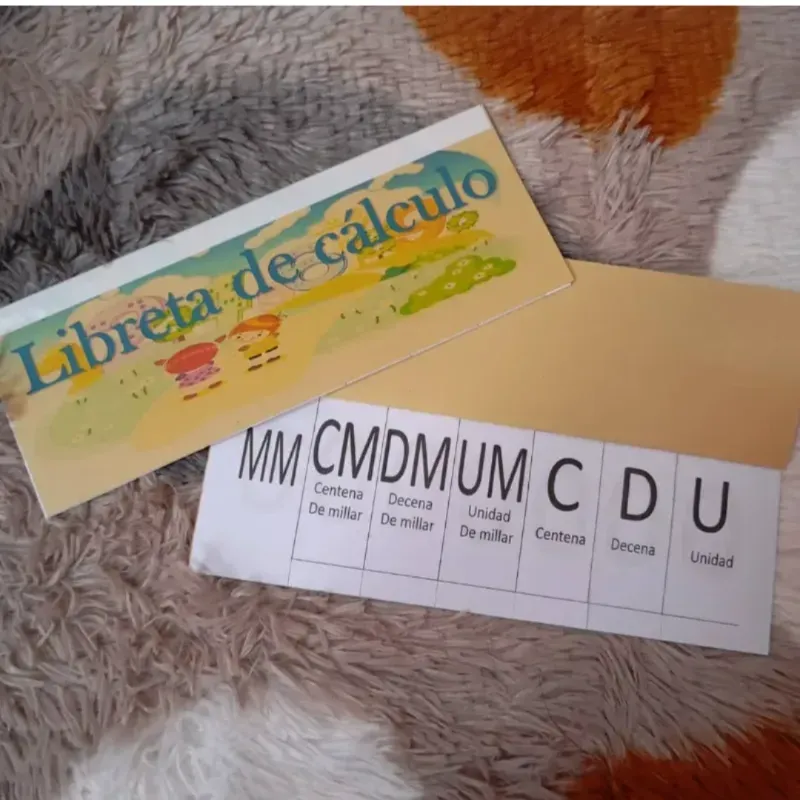 Libreta de cálculo
MM CM DM UM C D U
Centena Decena Unidad Centena Decena Unidad
De millar De millar De millar